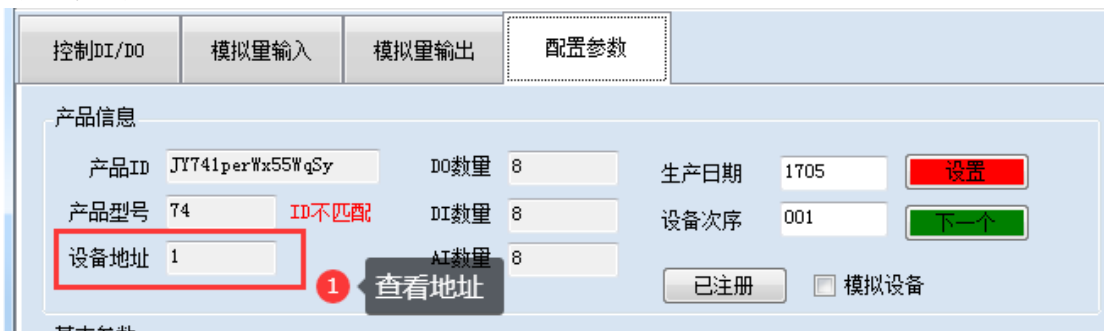 控制DI/DO 模拟里输入 模拟里输出 配置参数
产品信息
产品ID JY741perWx55WqSy DO数量 8 生产日期 1705 设置
产品型号 74 ID不匹配 DI数量 8 设备次序 001 下一个
设备地址 1 AI数量 8
1 查看地址 已注册 模拟设备